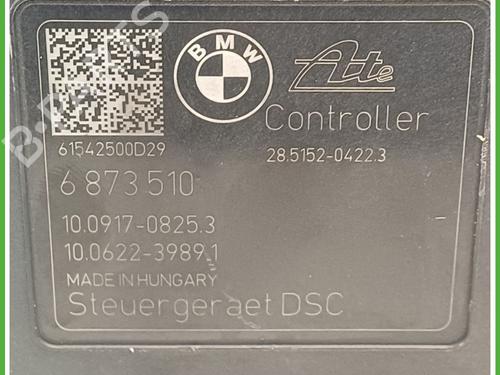 BMW
Ate
Controller
61542500D29
28.5152-0422.3
6 873 510
10.0917-0825.3
10.0622-3989.1
MADE IN HUNGARY
Steuergeraet DSC
B-PARTS